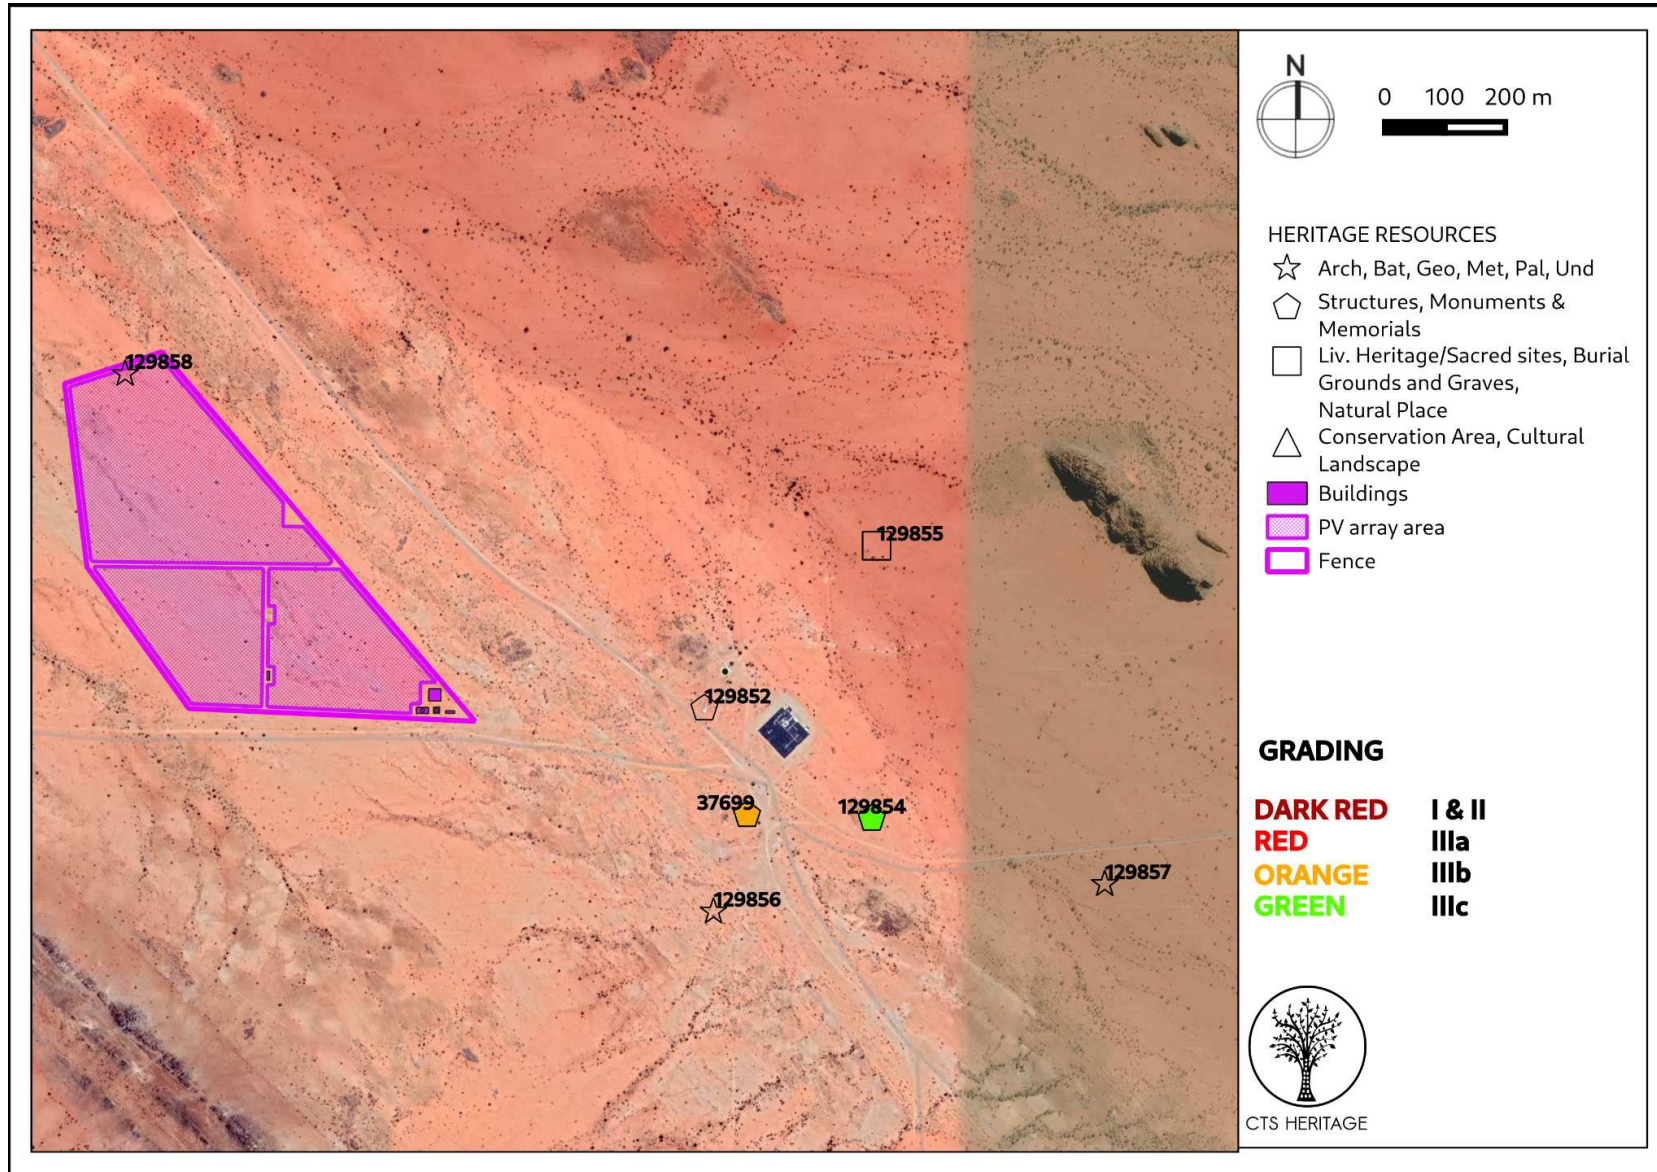 N
0 100 200 m
HERITAGE RESOURCES
Arch, Bat, Geo, Met, Pal, Und
Structures, Monuments &
Memorials
Liv. Heritage/Sacred sites, Burial
Grounds and Graves,
Natural Place
Conservation Area, Cultural
Landscape
Buildings
PV array area
Fence
129858
129855
129852
37699
129854
129857
129856
GRADING
DARK RED I & II
RED IIIa
ORANGE IIIb
GREEN IIIc
CTS HERITAGE